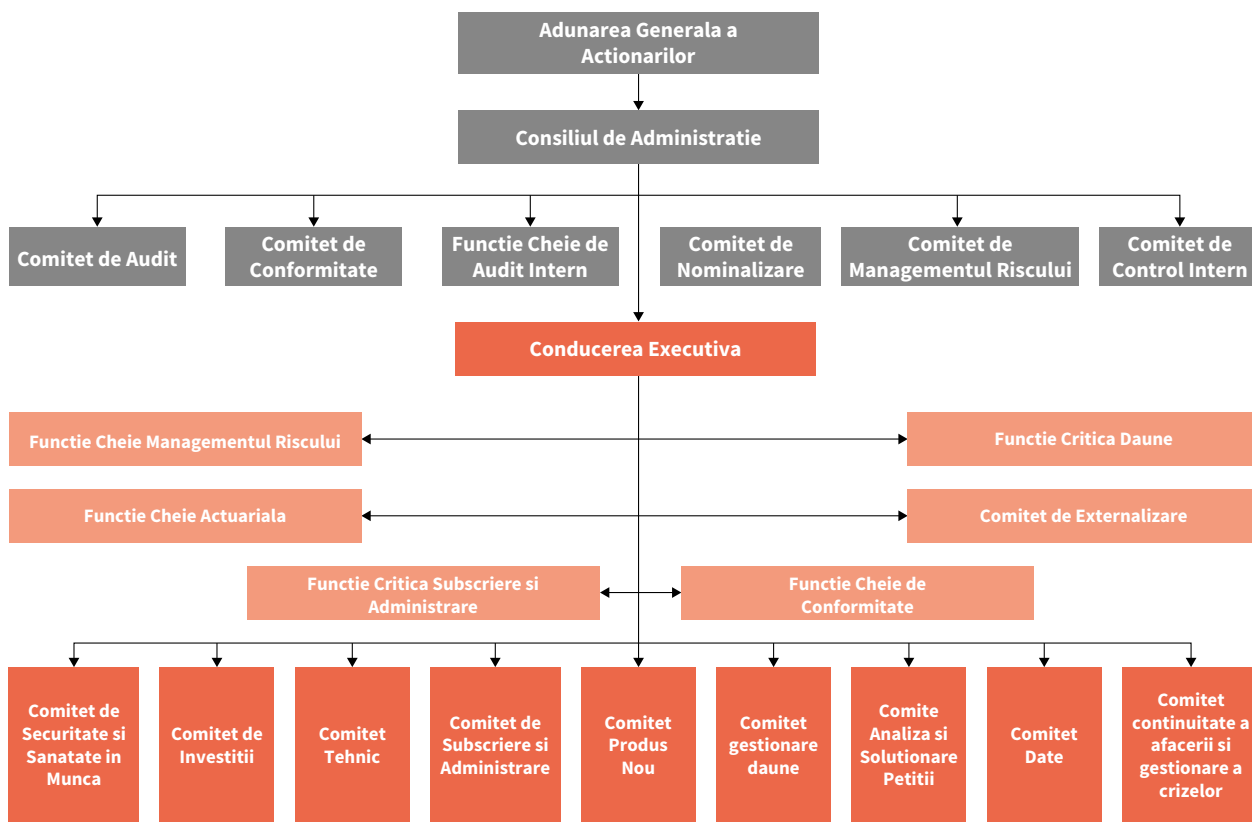 Adunarea Generala a
Actionarilor
Consiliul de Administratie
Comitet de Audit
Comitet de
Conformitate
Functie Cheie de
Audit Intern
Comitet de
Nominalizare
Comitet de
Managementul Riscului
Comitet de
Control Intern
Conducerea Executiva
Functie Cheie Managementul Riscului
Functie Critica Daune
Functie Cheie Actuariala
Comitet de Externalizare
Functie Critica Subscriere si
Administrare
Functie Cheie de
Conformitate
Comitet de
Securitate si
Sanatate in
Munca
Comitet de
Investitii
Comitet
Tehnic
Comitet de
Subscriere si
Administrare
Comitet
Produs
Nou
Comitet
gestionare
daune
Comite
Analiza si
Solutionare
Petitii
Comitet
Date
Comitet
continuitate a
afacerii si
gestionare a
crizelor